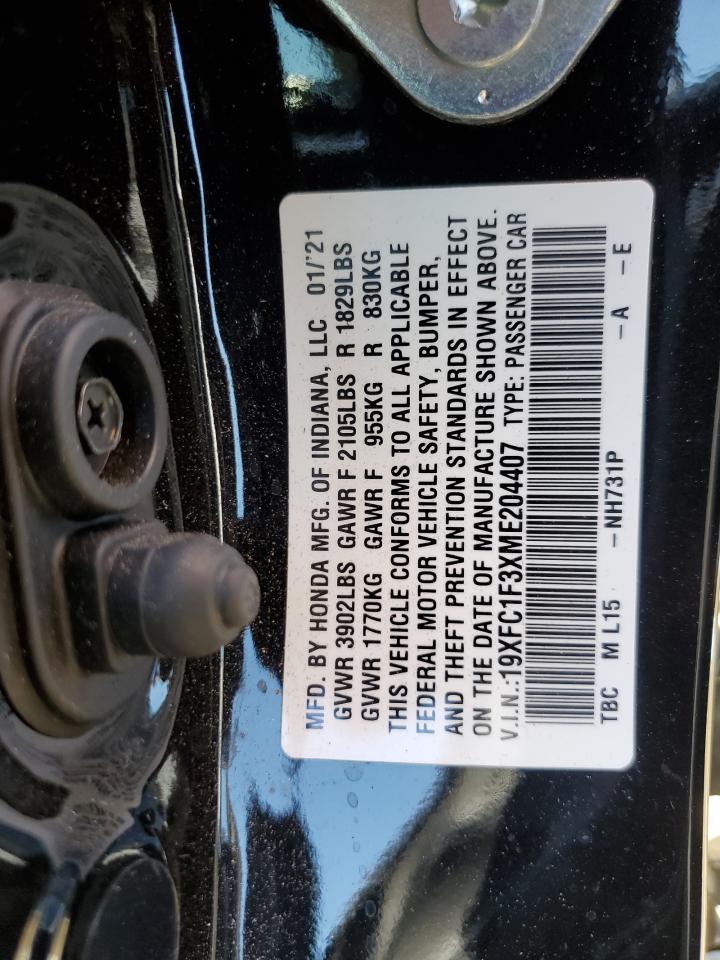 MFD. BY HONDA MFG. OF INDIANA, LLC 01/'21
GVWR 3902LBS GAWR F 2105LBS R 1829LBS
GVWR 1770KG GAWR F 955KG R 830KG
THIS VEHICLE CONFORMS TO ALL APPLICABLE
FEDERAL MOTOR VEHICLE SAFETY, BUMPER,
AND THEFT PREVENTION STANDARDS IN EFFECT
ON THE DATE OF MANUFACTURE SHOWN ABOVE.
V.I.N.:19XFC1F3XME204407 TYPE: PASSENGER CAR
TBC M L15 -NH731P -A -E